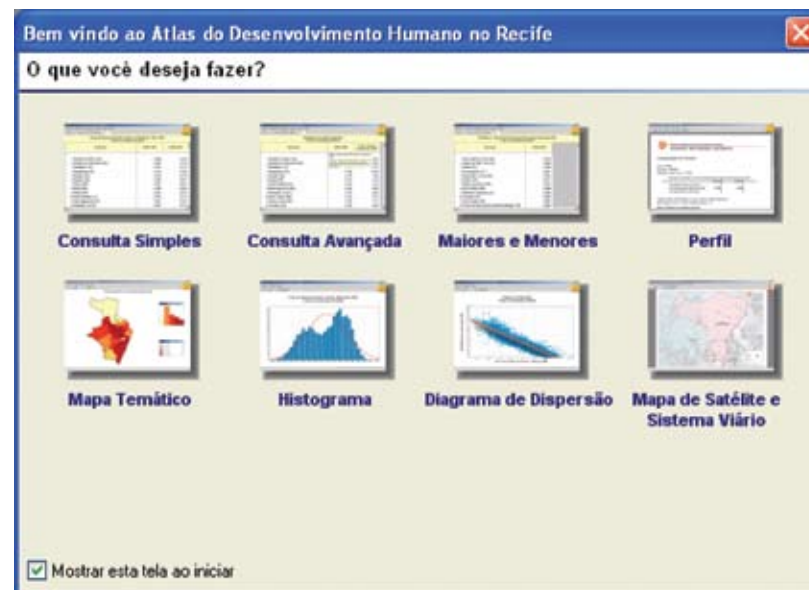 Bem vindo ao Atlas do Desenvolvimento Humano no Recife
O que você deseja fazer?
Consulta Simples
Consulta Avançada
Maiores e Menores
Perfil
Mapa Temático
Histograma
Diagrama de Dispersão
Mapa de Satélite e
Sistema Viário
Mostrar esta tela ao iniciar